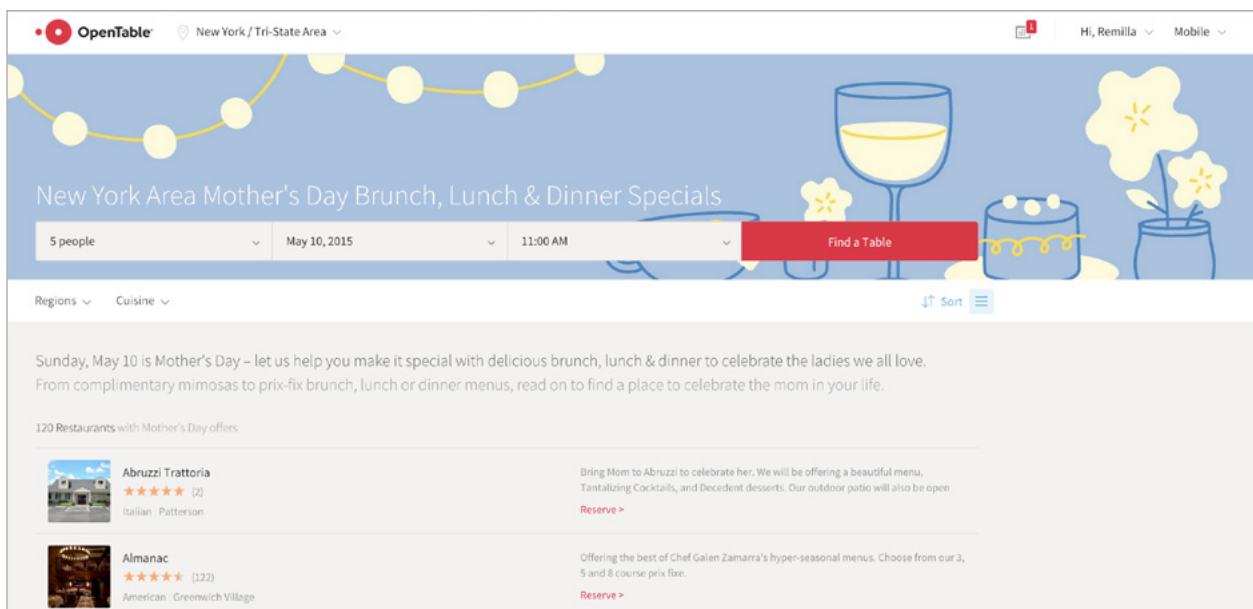 OpenTable
New York / Tri-State Area
1
Hi, Remilla
Mobile
New York Area Mother's Day Brunch, Lunch & Dinner Specials
5 people
May 10, 2015
11:00 AM
Find a Table
Regions
Cuisine
Sort
Sunday, May 10 is Mother's Day – let us help you make it special with delicious brunch, lunch & dinner to celebrate the ladies we all love.
From complimentary mimosas to prix-fix brunch, lunch or dinner menus, read on to find a place to celebrate the mom in your life.
120 Restaurants with Mother's Day offers
Abruzzi Trattoria
(2)
Italian | Patterson
Bring Mom to Abruzzi to celebrate her. We will be offering a beautiful menu,
Tantalizing Cocktails, and Decedent desserts. Our outdoor patio will also be open
Reserve >
Almanac
(122)
American | Greenwich Village
Offering the best of Chef Galen Zamarra's hyper-seasonal menus. Choose from our 3,
5 and 8 course prix fixe.
Reserve >